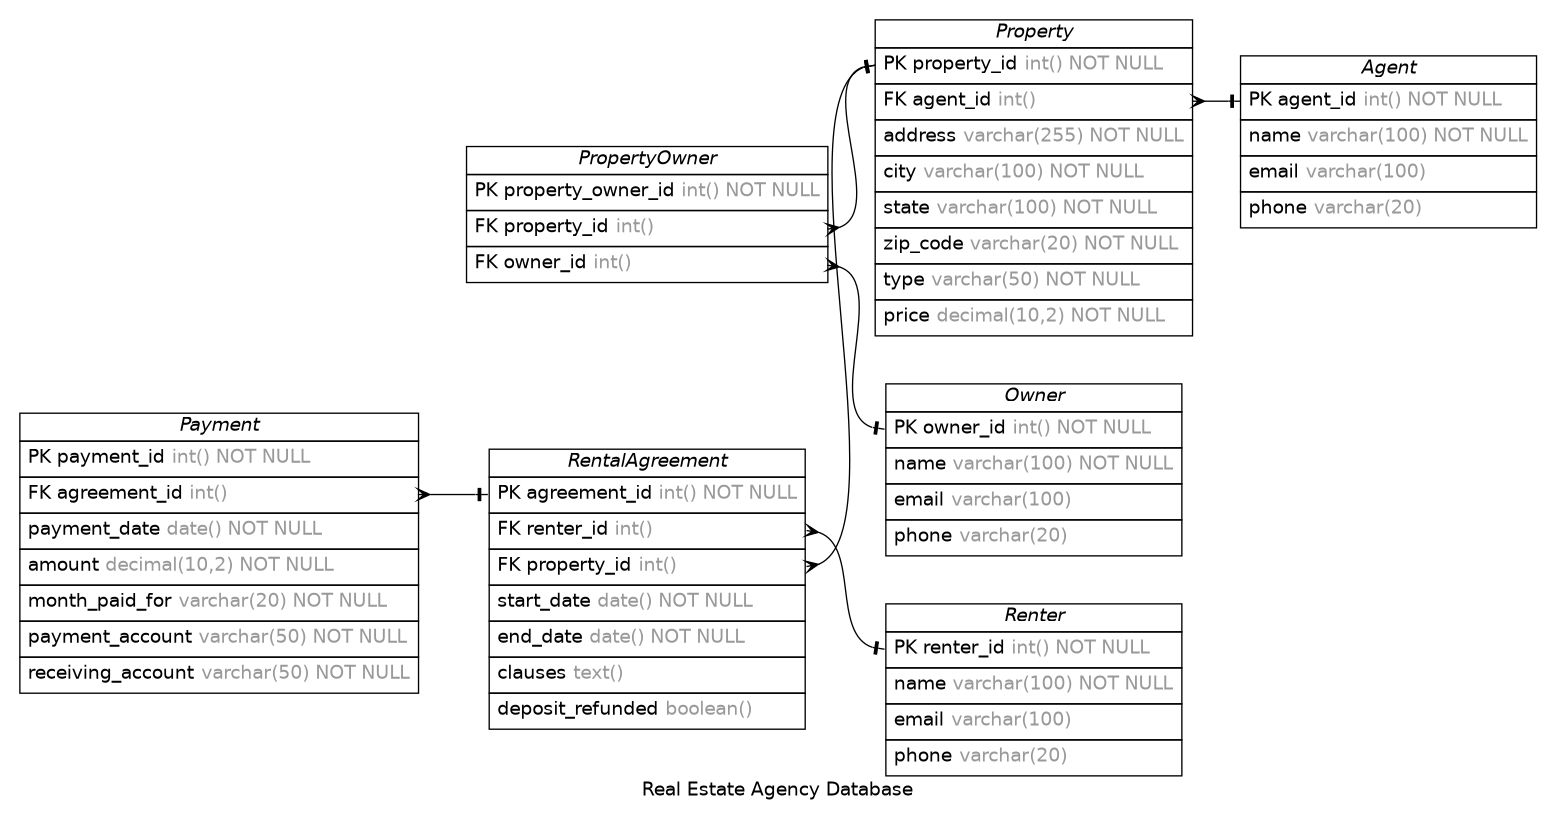 Property
PK property_id int() NOT NULL
FK agent_id int()
address varchar(255) NOT NULL
city varchar(100) NOT NULL
state varchar(100) NOT NULL
zip_code varchar(20) NOT NULL
type varchar(50) NOT NULL
price decimal(10,2) NOT NULL
Agent
PK agent_id int() NOT NULL
name varchar(100) NOT NULL
email varchar(100)
phone varchar(20)
PropertyOwner
PK property_owner_id int() NOT NULL
FK property_id int()
FK owner_id int()
Owner
PK owner_id int() NOT NULL
name varchar(100) NOT NULL
email varchar(100)
phone varchar(20)
Payment
PK payment_id int() NOT NULL
FK agreement_id int()
payment_date date() NOT NULL
amount decimal(10,2) NOT NULL
month_paid_for varchar(20) NOT NULL
payment_account varchar(50) NOT NULL
receiving_account varchar(50) NOT NULL
RentalAgreement
PK agreement_id int() NOT NULL
FK renter_id int()
FK property_id int()
start_date date() NOT NULL
end_date date() NOT NULL
clauses text()
deposit_refunded boolean()
Renter
PK renter_id int() NOT NULL
name varchar(100) NOT NULL
email varchar(100)
phone varchar(20)
Real Estate Agency Database